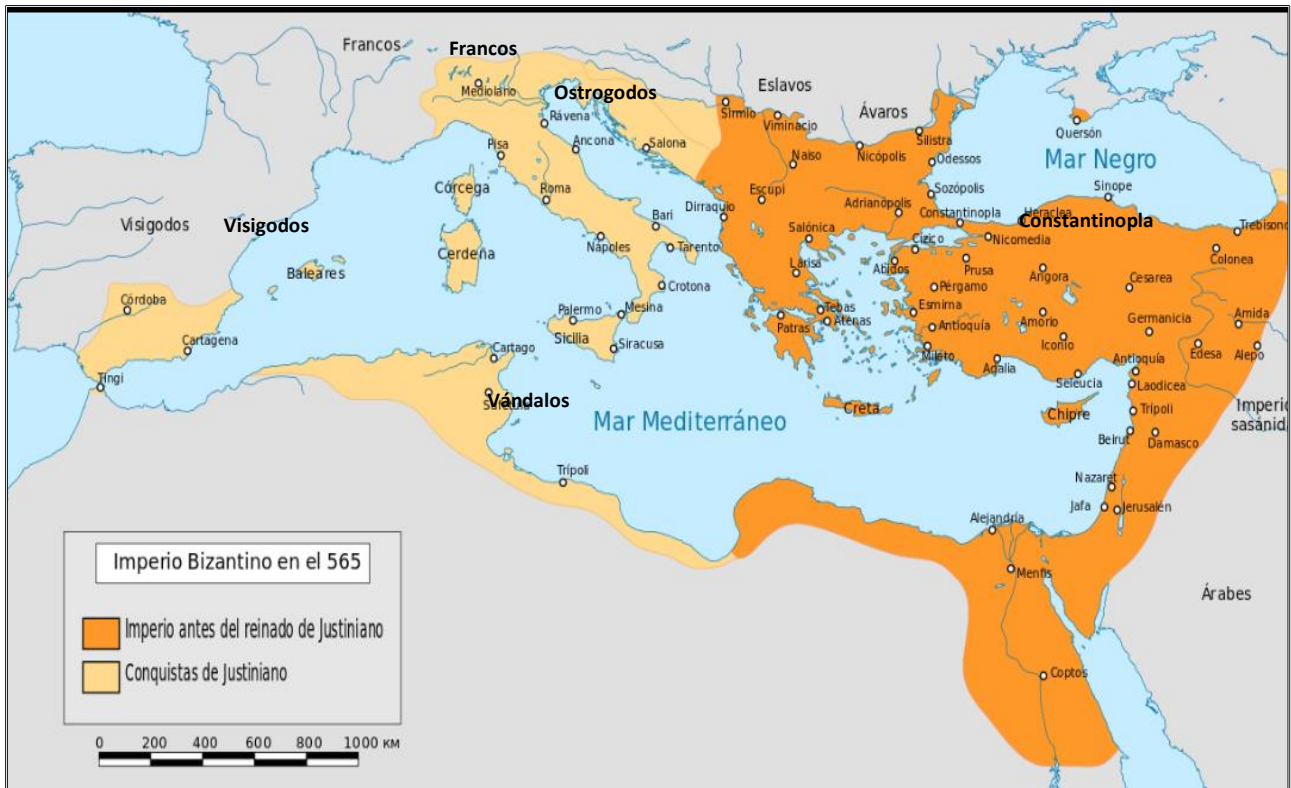 Francos
Francos
Eslavos
Ávaros
Mediolano
Ostrogodos
Sirmio
Viminacio
Quersón
Rávena
Ancona
Salona
Pisa
Silistra
Nicópolis
Naiso
Odessos
Mar Negro
Córcega
Roma
Escupi
Sozópolis
Sinope
Dirraquio
Adrianópolis
Constantinopla
Heraclea
Constantinopla
Visigodos
Visigodos
Bari
Trebisond
Nápoles
Tarento
Salónica
Cízico
Nicomedia
Cerdeña
Colonea
Baleares
Lárisa
Abidos
Prusa
Angora
Cesarea
Crotona
Pérgamo
Córdoba
Palermo
Mesina
Tebas
Esmirna
Amida
Cartagena
Sicilia
Siracusa
Patras
Atenas
Antioquía
Amorio
Germanicia
Cartago
Mileto
Iconio
Edesa
Alepo
Tingi
Agalia
Seleucia
Antioquía
Laodicea
Vándalos
Mar Mediterráneo
Creta
Chipre
Trípoli
Imperio
sasánid
Beirut
Damasco
Trípoli
Nazaret
Jafa
Jerusalén
Alejandría
Menfis
Árabes
Coptos
Imperio Bizantino en el 565
Imperio antes del reinado de Justiniano
Conquistas de Justiniano
0 200 400 600 800 1000 км